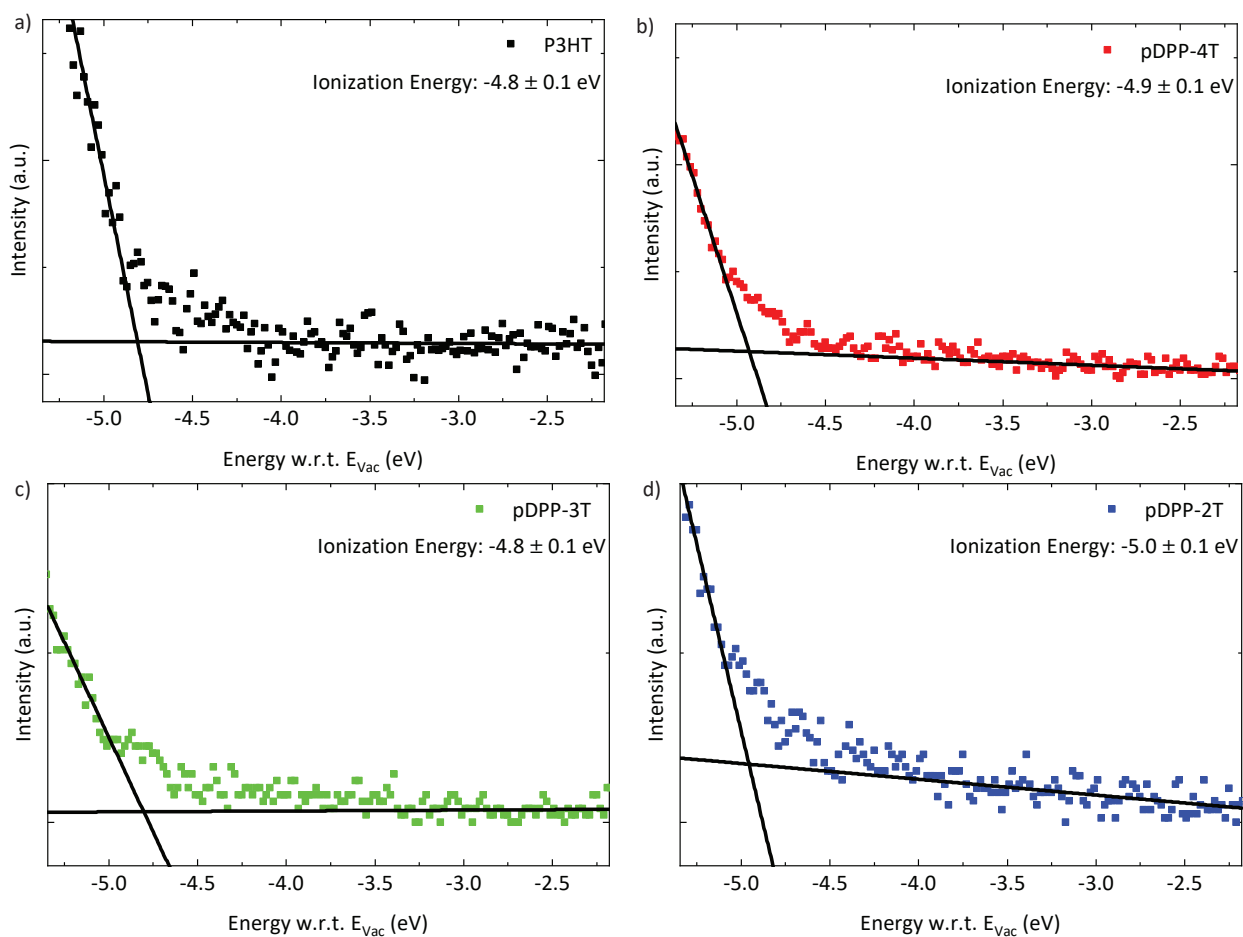 a)
P3HT
Ionization Energy: -4.8 ± 0.1 eV
Intensity (a.u.)
-5.0 -4.5 -4.0 -3.5 -3.0 -2.5
Energy w.r.t. EVac (eV)
b)
pDPP-4T
Ionization Energy: -4.9 ± 0.1 eV
Intensity (a.u.)
-5.0 -4.5 -4.0 -3.5 -3.0 -2.5
Energy w.r.t. EVac (eV)
c)
pDPP-3T
Ionization Energy: -4.8 ± 0.1 eV
Intensity (a.u.)
-5.0 -4.5 -4.0 -3.5 -3.0 -2.5
Energy w.r.t. EVac (eV)
d)
pDPP-2T
Ionization Energy: -5.0 ± 0.1 eV
Intensity (a.u.)
-5.0 -4.5 -4.0 -3.5 -3.0 -2.5
Energy w.r.t. EVac (eV)